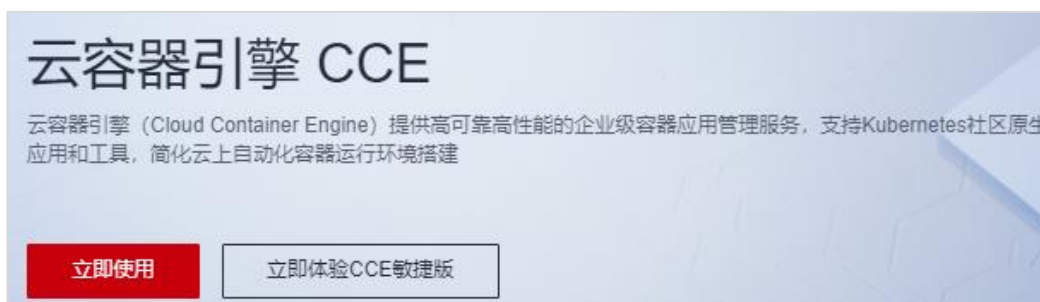 云容器引擎 CCE
云容器引擎（Cloud Container Engine）提供高可靠高性能的企业级容器应用管理服务，支持Kubernetes社区原生
应用和工具，简化云上自动化容器运行环境搭建
立即使用
立即体验CCE敏捷版